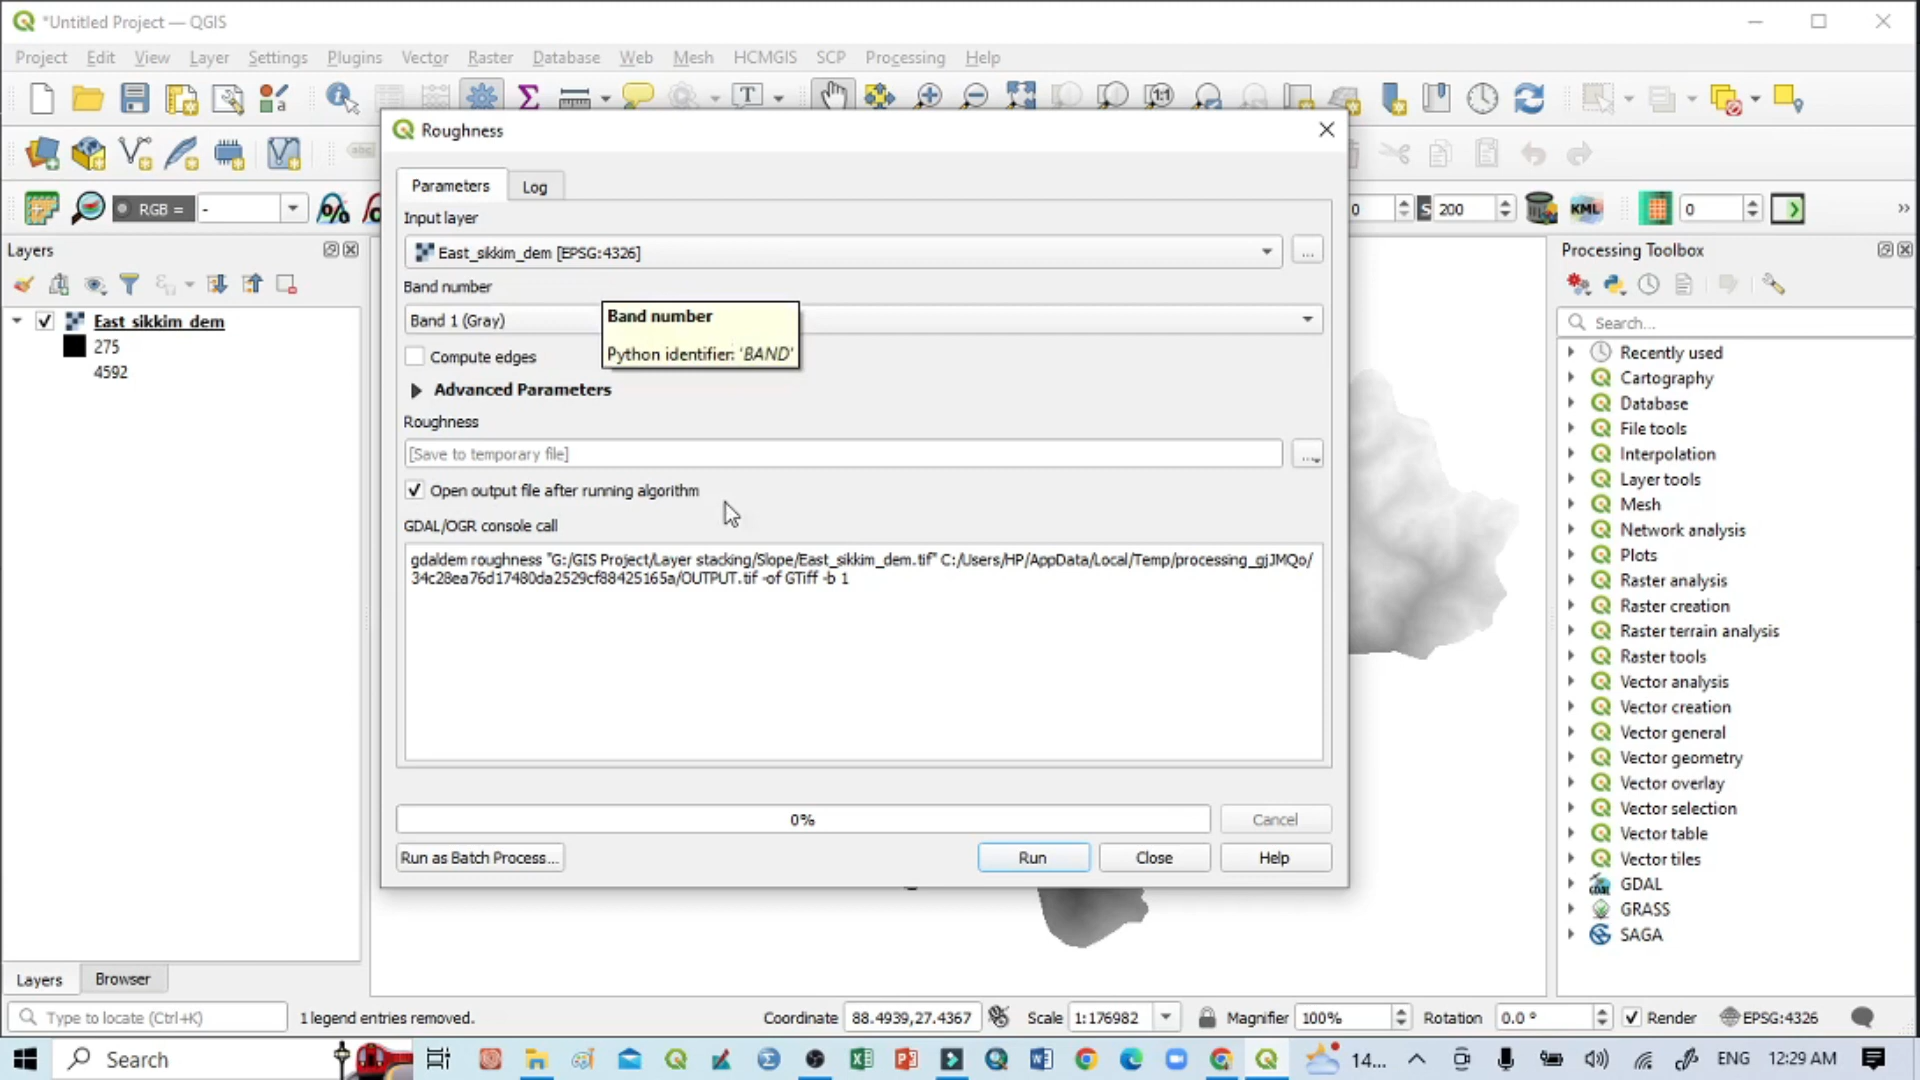 *Untitled Project — QGIS
Project Edit View Layer Settings Plugins Vector Raster Database Web Mesh HCMGIS SCP Processing Help
RGB = -
0 S 200 KML 0
Layers
East_sikkim_dem
275
4592
Layers Browser
Roughness
Parameters Log
Input layer
East_sikkim_dem [EPSG:4326]
...
Band number
Band 1 (Gray)
Band number
Python identifier: 'BAND'
Compute edges
Advanced Parameters
Roughness
[Save to temporary file]
...
Open output file after running algorithm
GDAL/OGR console call
gdaldem roughness "G:/GIS Project/Layer stacking/Slope/East_sikkim_dem.tif" C:/Users/HP/AppData/Local/Temp/processing_gjJMQo/
34c28ea76d17480da2529cf88425165a/OUTPUT.tif -of GTiff -b 1
0%
Cancel
Run as Batch Process...
Run
Close
Help
Processing Toolbox
Search...
Recently used
Cartography
Database
File tools
Interpolation
Layer tools
Mesh
Network analysis
Plots
Raster analysis
Raster creation
Raster terrain analysis
Raster tools
Vector analysis
Vector creation
Vector general
Vector geometry
Vector overlay
Vector selection
Vector table
Vector tiles
GDAL
GRASS
SAGA
Type to locate (Ctrl+K) 1 legend entries removed. Coordinate 88.4939,27.4367 Scale 1:176982 Magnifier 100% Rotation 0.0 ° Render EPSG:4326
Search 14... ENG 12:29 AM